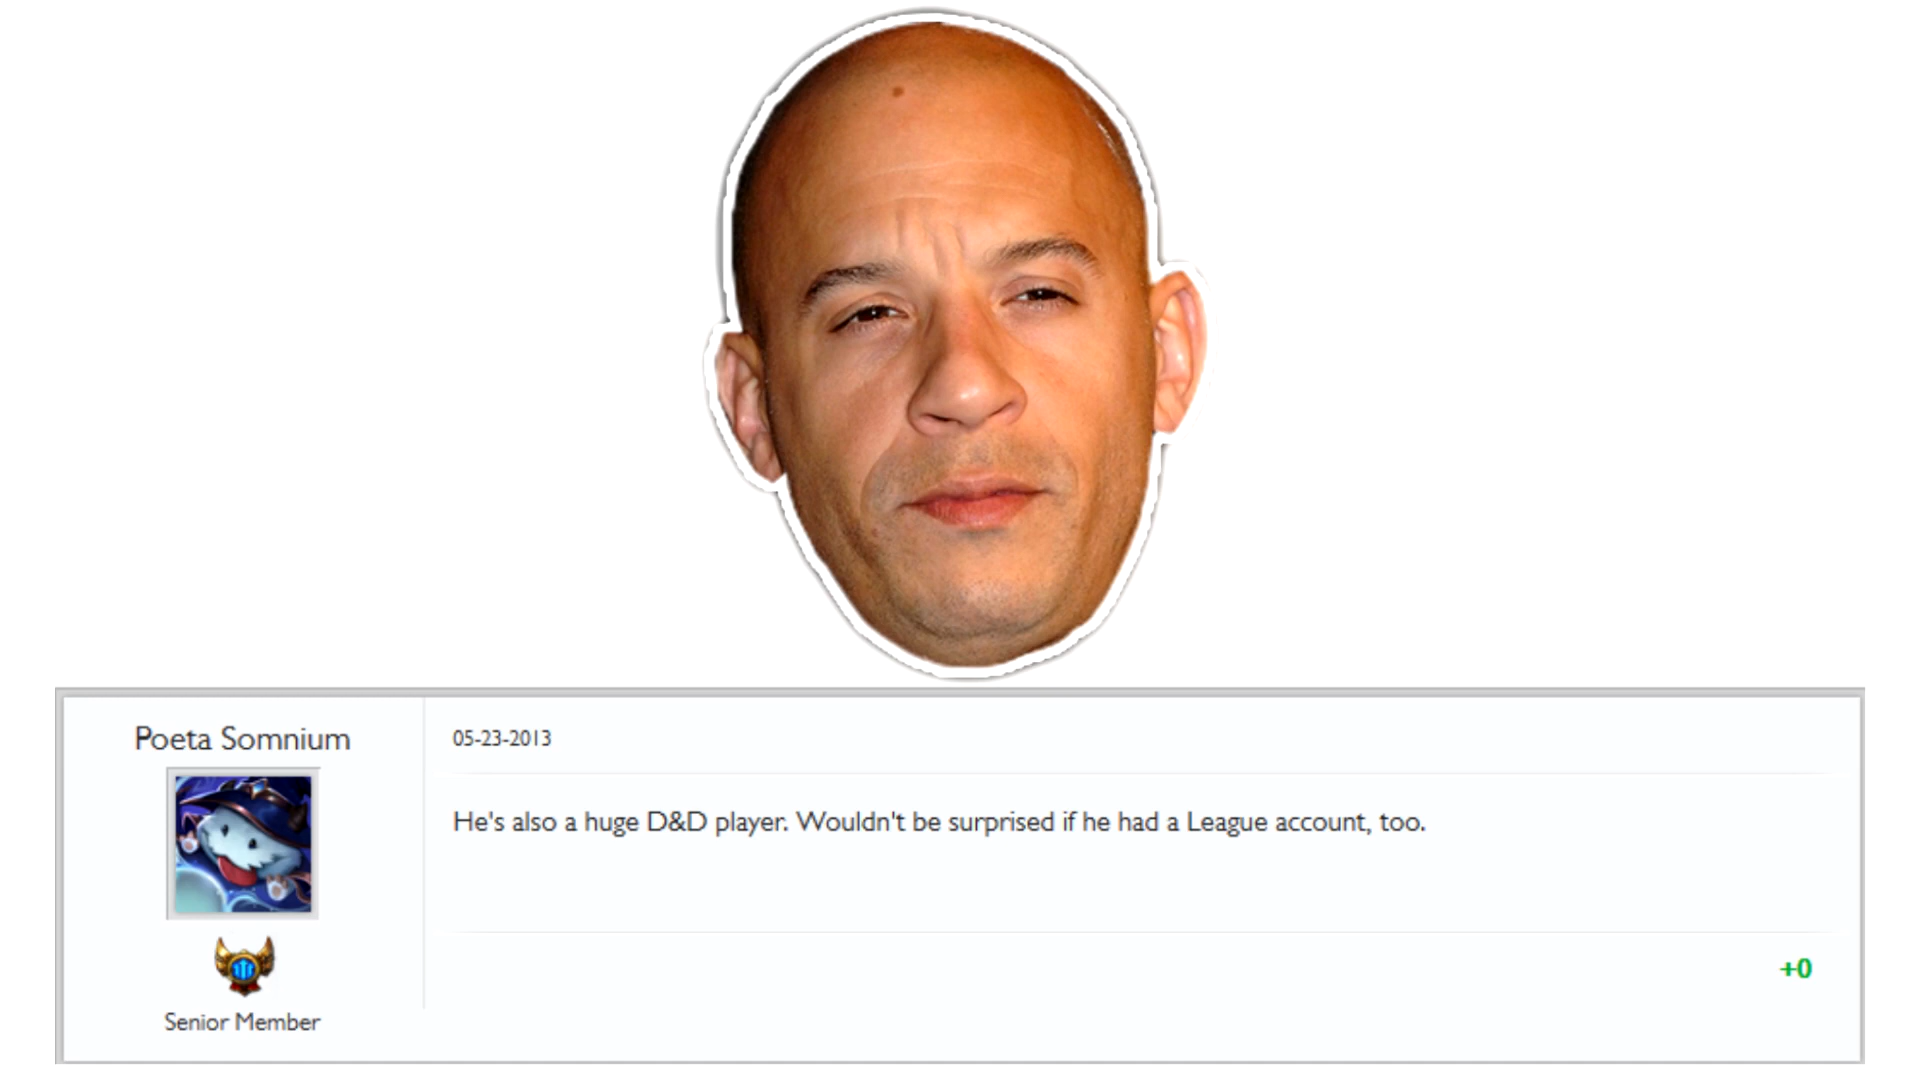 Poeta Somnium
05-23-2013
He's also a huge D&D player. Wouldn't be surprised if he had a League account, too.
+0
Senior Member